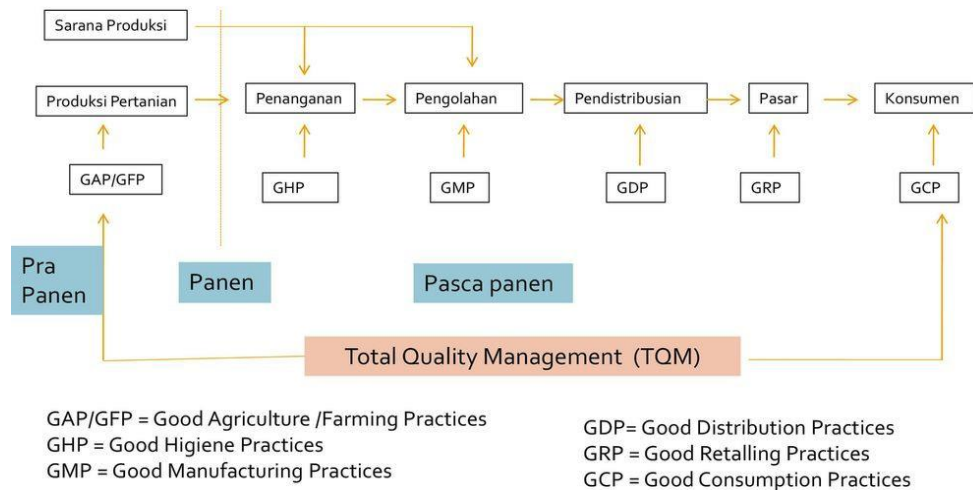 Sarana Produksi
Produksi Pertanian
Penanganan
Pengolahan
Pendistribusian
Pasar
Konsumen
GAP/GFP
GHP
GMP
GDP
GRP
GCP
Pra
Panen
Panen
Pasca panen
Total Quality Management (TQM)
GAP/GFP = Good Agriculture /Farming Practices
GHP = Good Higiene Practices
GMP = Good Manufacturing Practices
GDP= Good Distribution Practices
GRP = Good Retalling Practices
GCP = Good Consumption Practices